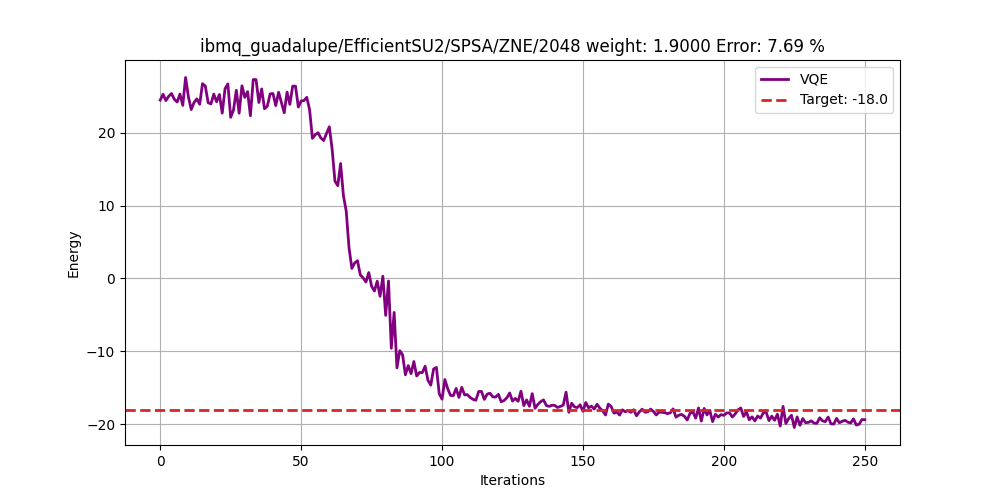 ibmq_guadalupe/EfficientSU2/SPSA/ZNE/2048 weight: 1.9000 Error: 7.69 %
VQE
Target: -18.0
Energy
20
10
0
−10
−20
0 50 100 150 200 250
Iterations